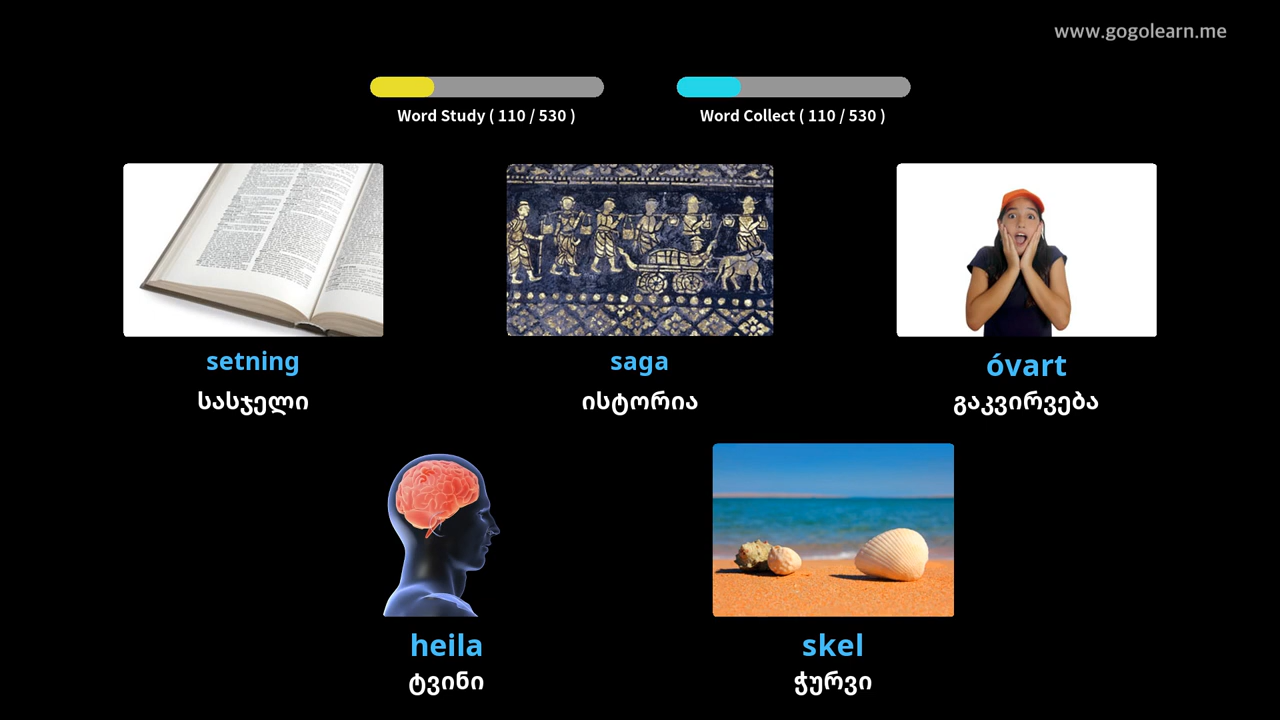 www.gogolearn.me
Word Study ( 110 / 530 )
Word Collect ( 110 / 530 )
setning
სასჯელი
saga
ისტორია
óvart
გაკვირვება
heila
ტვინი
skel
ჭურვი